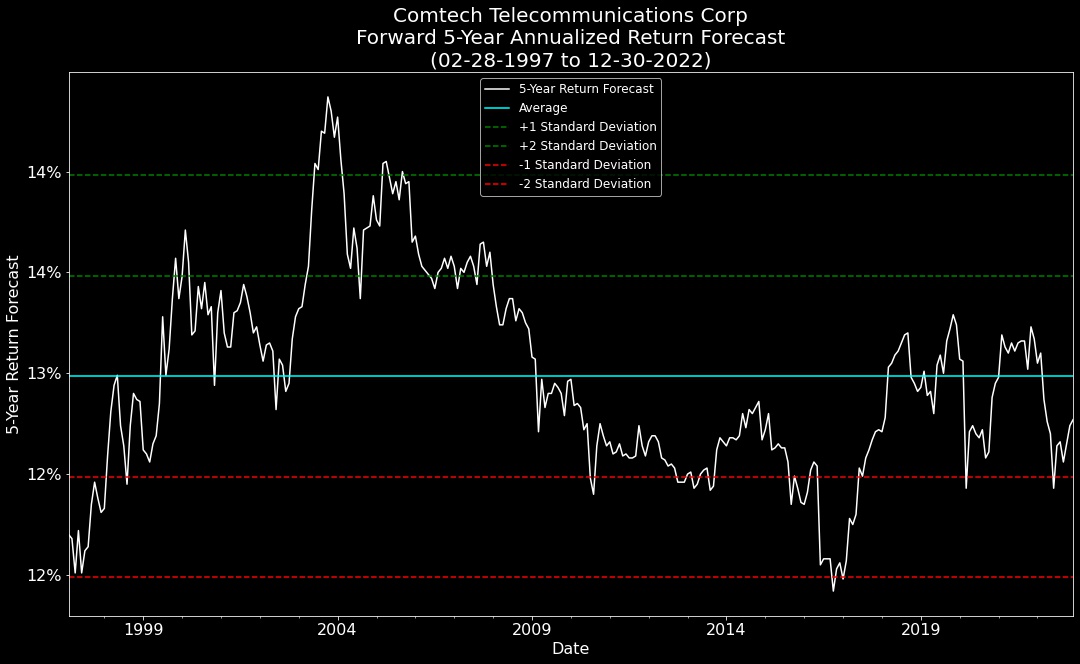 Comtech Telecommunications Corp
Forward 5-Year Annualized Return Forecast
(02-28-1997 to 12-30-2022)
5-Year Return Forecast
Average
+1 Standard Deviation
+2 Standard Deviation
-1 Standard Deviation
-2 Standard Deviation
14%
14%
13%
12%
12%
5-Year Return Forecast
1999
2004
2009
2014
2019
Date